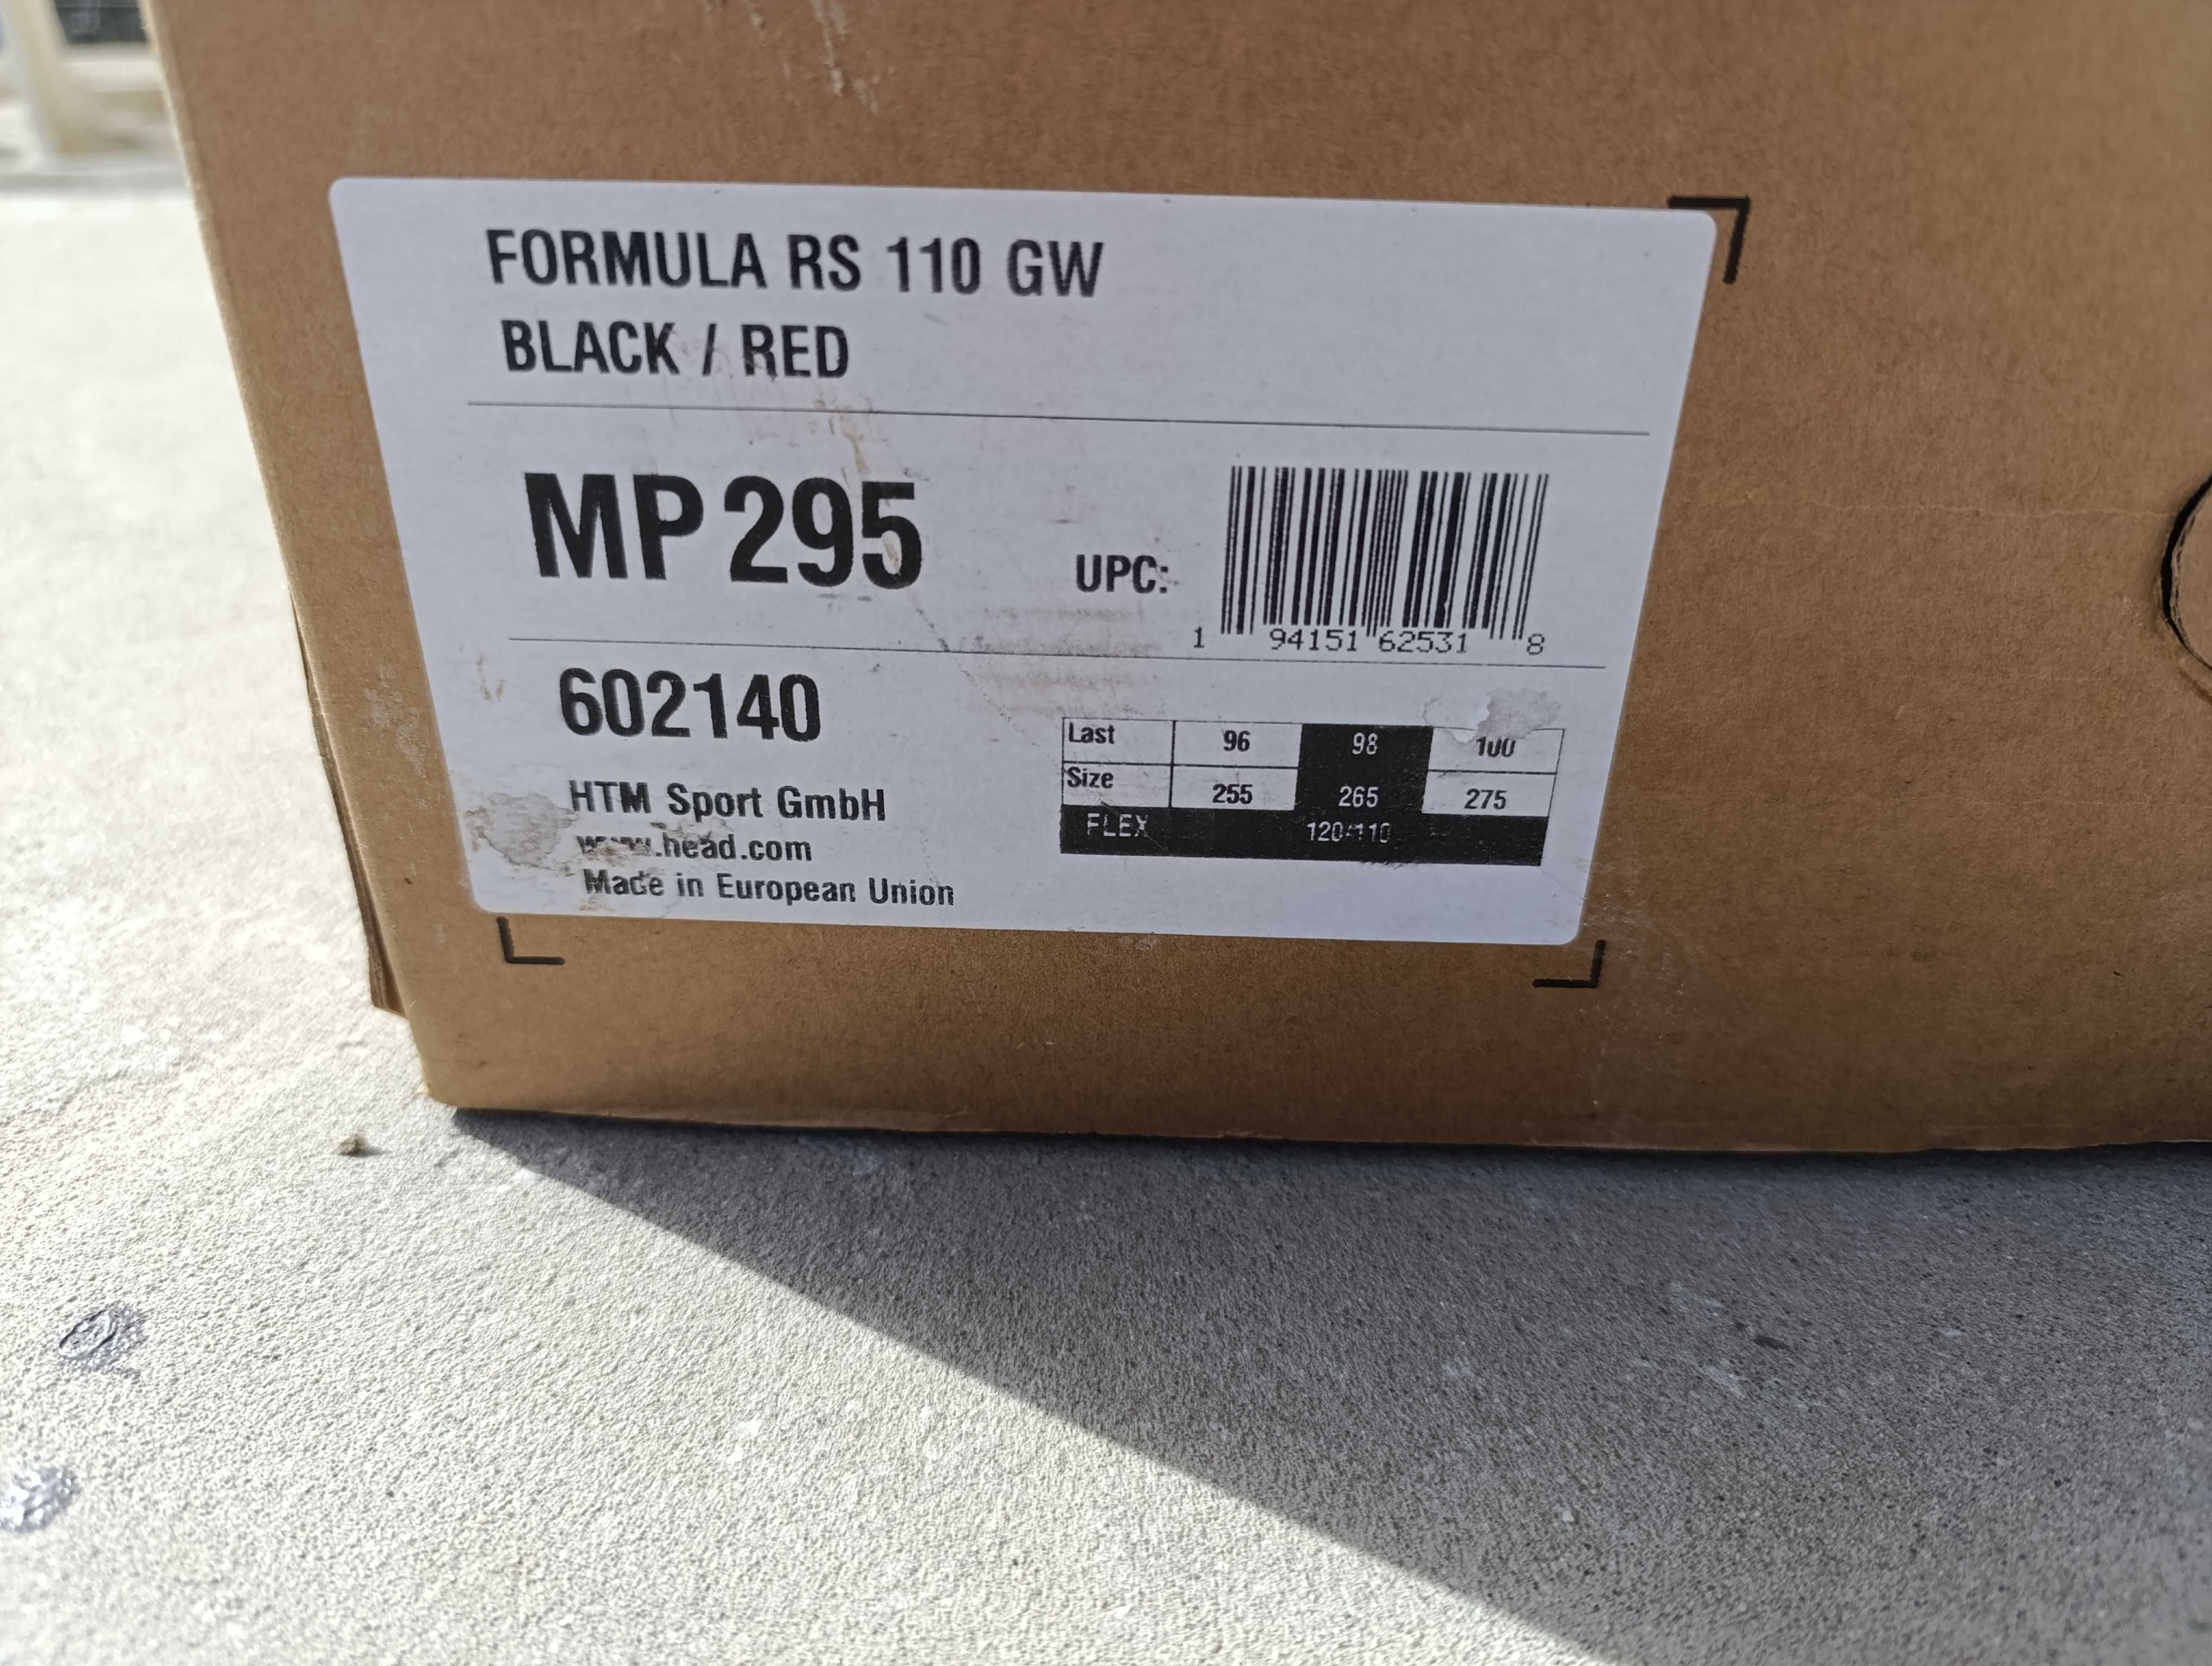 FORMULA RS 110 GW
BLACK / RED
MP 295
UPC:
1 94151 62531 8
602140
HTM Sport GmbH
www.head.com
Made in European Union
Last 96 98 100
Size 255 265 275
FLEX 120/110